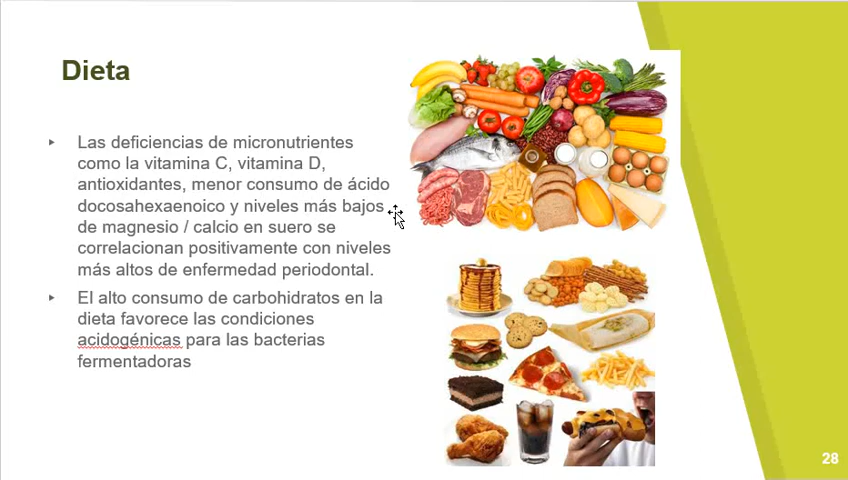 Dieta
Las deficiencias de micronutrientes
como la vitamina C, vitamina D,
antioxidantes, menor consumo de ácido
docosahexaenoico y niveles más bajos
de magnesio / calcio en suero se
correlacionan positivamente con niveles
más altos de enfermedad periodontal.
El alto consumo de carbohidratos en la
dieta favorece las condiciones
acidogénicas para las bacterias
fermentadoras
28